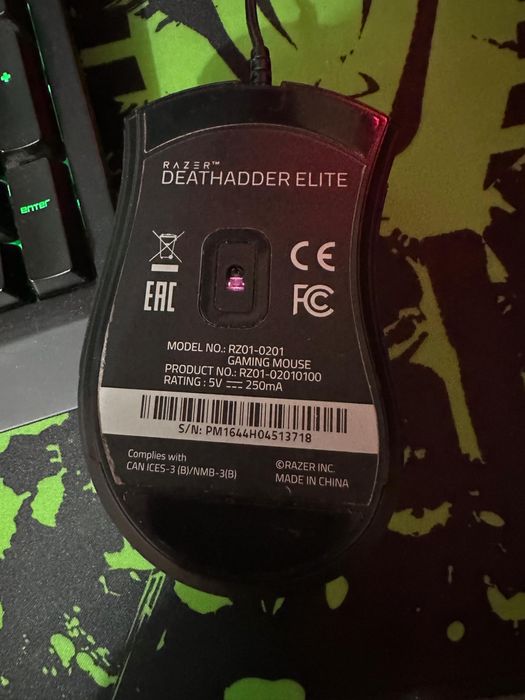 RAZER™
DEATHADDER ELITE
enter
CE
EAC
FC
MODEL NO.: RZ01-0201
GAMING MOUSE
PRODUCT NO.: RZ01-02010100
RATING : 5V ⎓ 250mA
S/N: PM1644H04513718
Complies with
CAN ICES-3 (B)/NMB-3(B)
©RAZER INC.
MADE IN CHINA